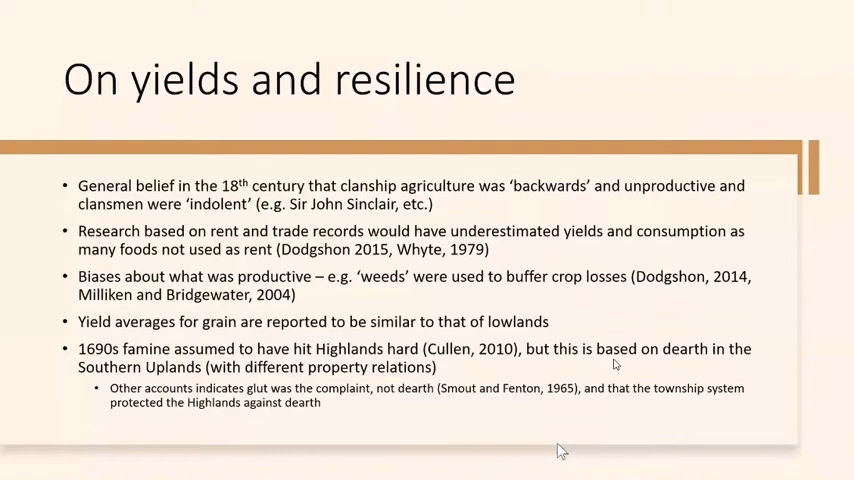 On yields and resilience
• General belief in the 18th century that clanship agriculture was ‘backwards’ and unproductive and
clansmen were ‘indolent’ (e.g. Sir John Sinclair, etc.)
• Research based on rent and trade records would have underestimated yields and consumption as
many foods not used as rent (Dodgshon 2015, Whyte, 1979)
• Biases about what was productive – e.g. ‘weeds’ were used to buffer crop losses (Dodgshon, 2014,
Milliken and Bridgewater, 2004)
• Yield averages for grain are reported to be similar to that of lowlands
• 1690s famine assumed to have hit Highlands hard (Cullen, 2010), but this is based on dearth in the
Southern Uplands (with different property relations)
• Other accounts indicates glut was the complaint, not dearth (Smout and Fenton, 1965), and that the township system
protected the Highlands against dearth